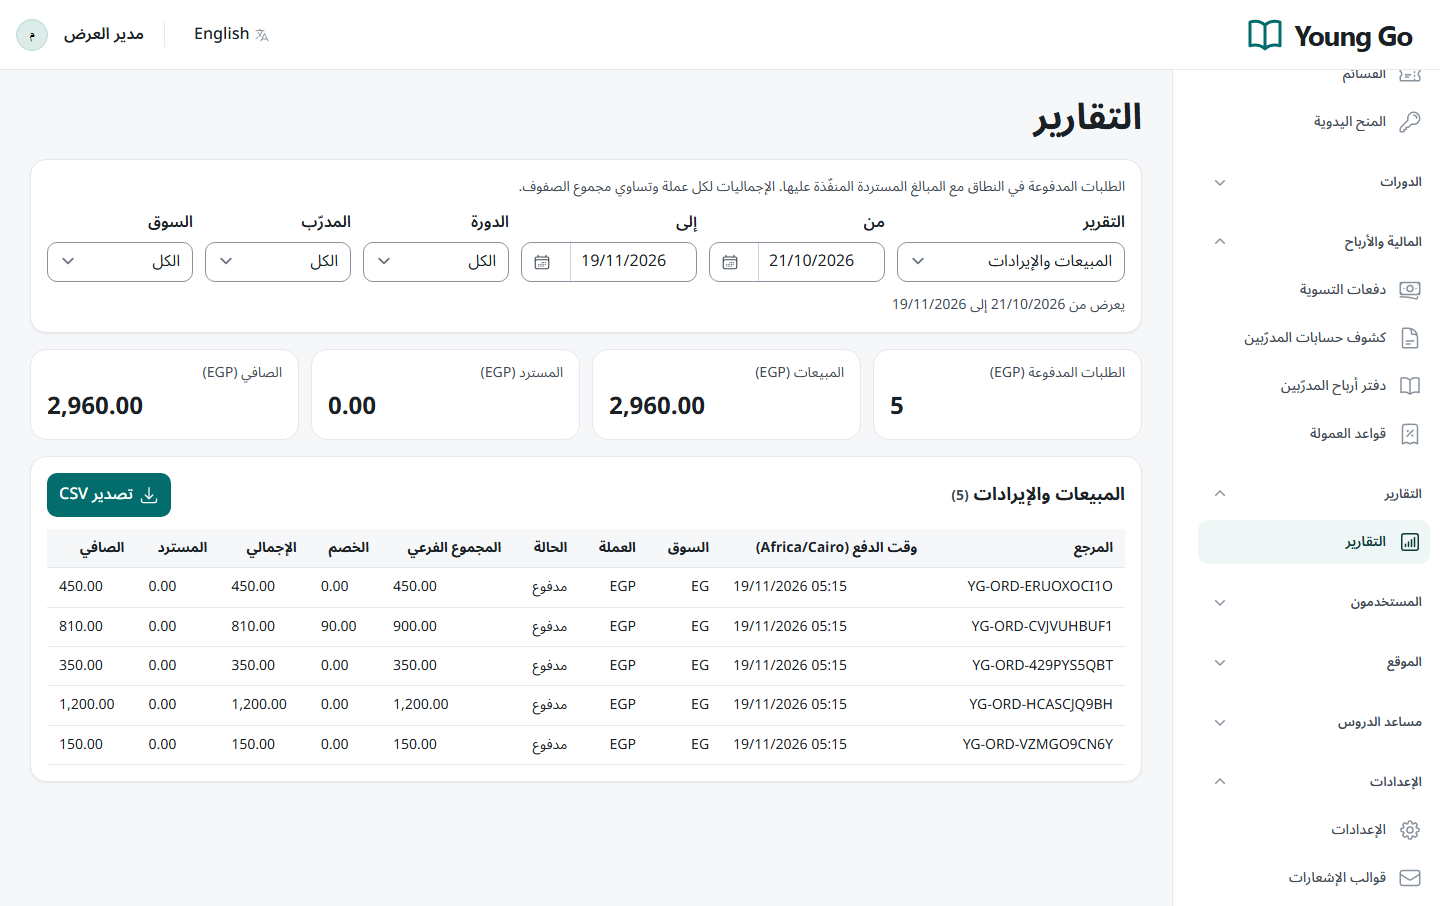 Young Go
English
مدير العرض
م
القسائم
المنح اليدوية
الدورات
المالية والأرباح
دفعات التسوية
كشوف حسابات المدرّبين
دفتر أرباح المدرّبين
قواعد العمولة
التقارير
التقارير
المستخدمون
الموقع
مساعد الدروس
الإعدادات
الإعدادات
قوالب الإشعارات
التقارير
الطلبات المدفوعة في النطاق مع المبالغ المستردة المنفّذة عليها. الإجماليات لكل عملة وتساوي مجموع الصفوف.
التقرير من إلى الدورة المدرّب السوق
المبيعات والإيرادات 21/10/2026 19/11/2026 الكل الكل الكل
يعرض من 21/10/2026 إلى 19/11/2026
الطلبات المدفوعة (EGP) المبيعات (EGP) المسترد (EGP) الصافي (EGP)
5 2,960.00 0.00 2,960.00
المبيعات والإيرادات (5) تصدير CSV
المرجع وقت الدفع (Africa/Cairo) السوق العملة الحالة المجموع الفرعي الخصم الإجمالي المسترد الصافي
YG-ORD-ERUOXOCI1O 19/11/2026 05:15 EG EGP مدفوع 450.00 0.00 450.00 0.00 450.00
YG-ORD-CVJVUHBUF1 19/11/2026 05:15 EG EGP مدفوع 900.00 90.00 810.00 0.00 810.00
YG-ORD-429PYS5QBT 19/11/2026 05:15 EG EGP مدفوع 350.00 0.00 350.00 0.00 350.00
YG-ORD-HCASCJQ9BH 19/11/2026 05:15 EG EGP مدفوع 1,200.00 0.00 1,200.00 0.00 1,200.00
YG-ORD-VZMGO9CN6Y 19/11/2026 05:15 EG EGP مدفوع 150.00 0.00 150.00 0.00 150.00